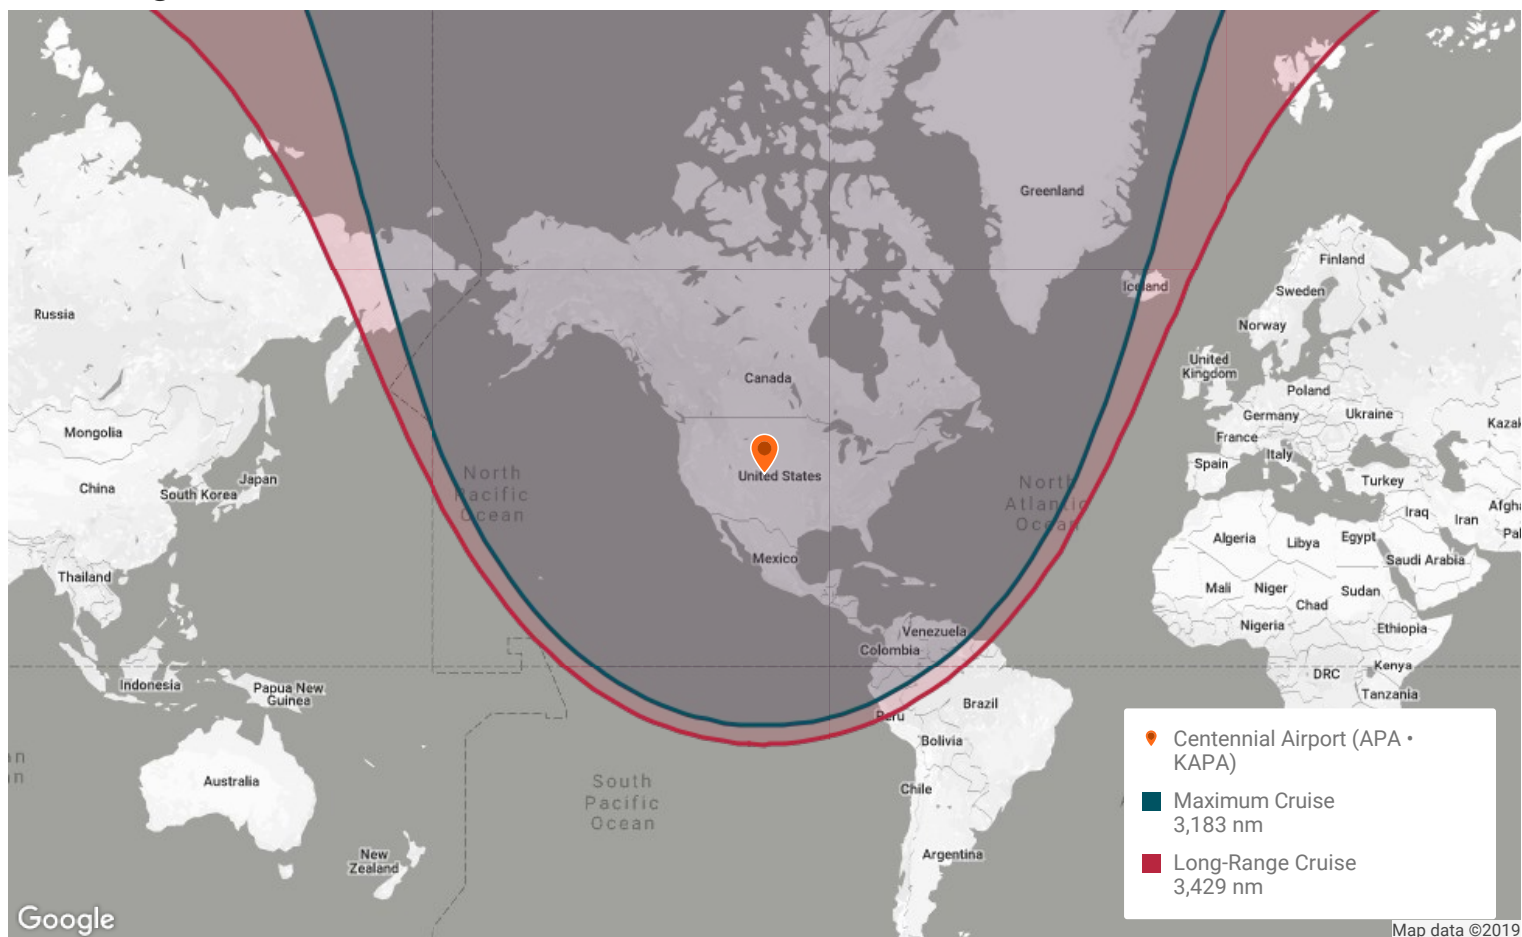 Greenland
Finland
Iceland
Sweden
Russia
Norway
United
Kingdom
Canada
Poland
Germany
Ukraine
Kazak
Mongolia
France
Italy
Spain
North
Pacific
Ocean
United States
North
Atlantic
Ocean
Japan
China
South Korea
Turkey
Iraq
Iran
Afgha
Pak
Algeria
Libya
Egypt
Saudi Arabia
Mexico
Thailand
Mali
Niger
Sudan
Chad
Nigeria
Ethiopia
Venezuela
Colombia
Kenya
DRC
Tanzania
Indonesia
Papua New
Guinea
Brazil
Peru
Bolivia
Australia
South
Pacific
Ocean
Chile
Argentina
New
Zealand
Centennial Airport (APA •
KAPA)
Maximum Cruise
3,183 nm
Long-Range Cruise
3,429 nm
Google
Map data ©2019